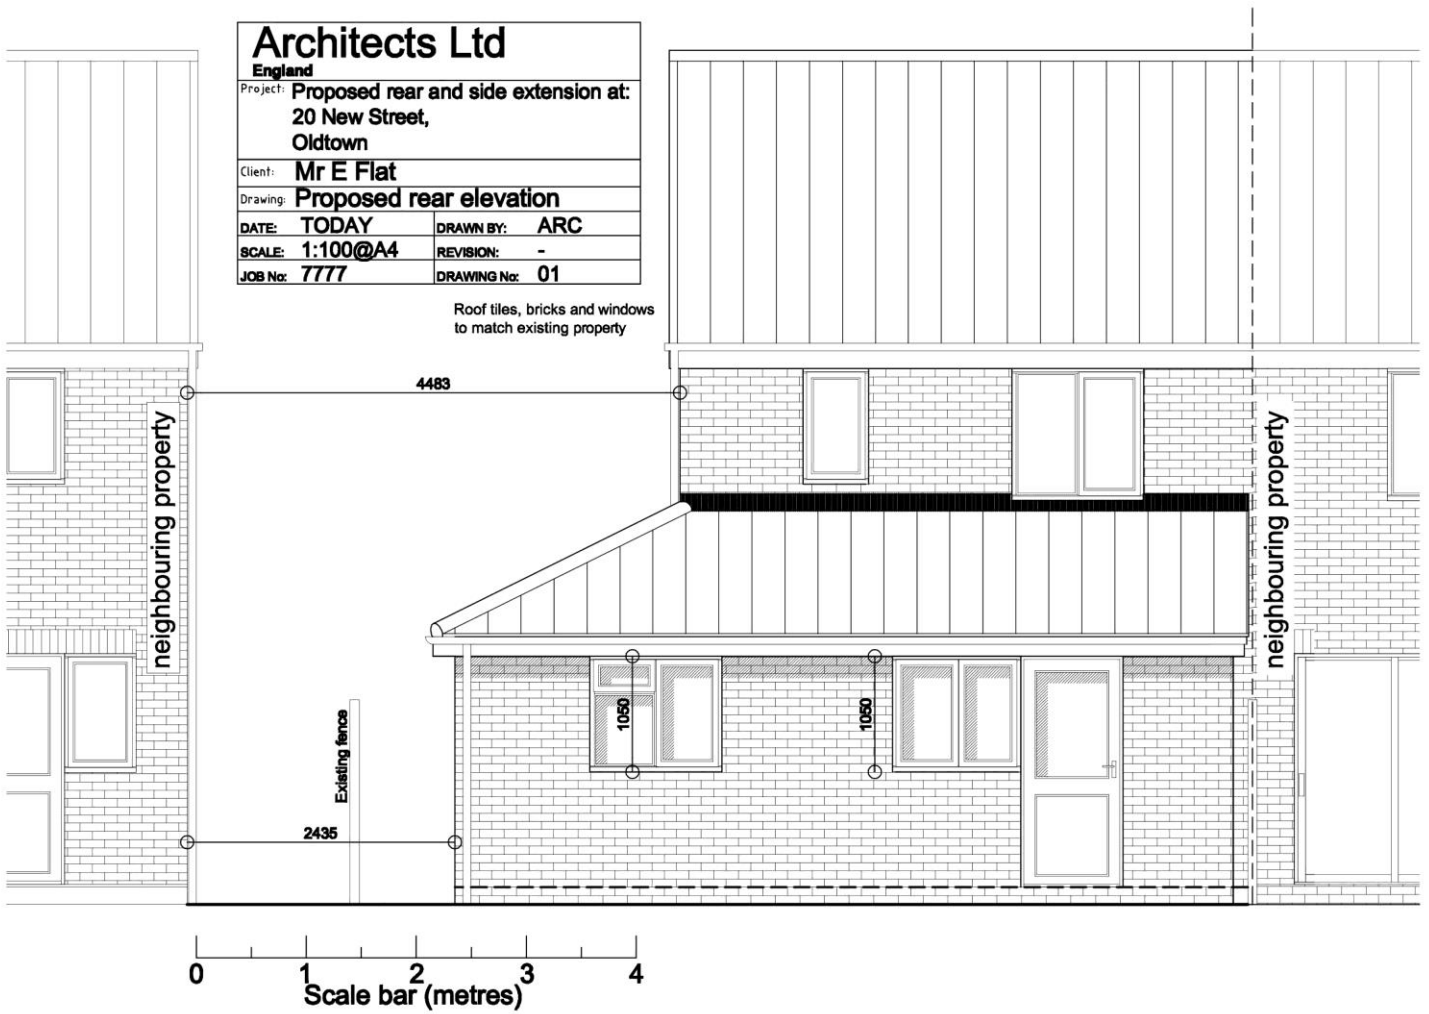 Architects Ltd
England
Project: Proposed rear and side extension at:
20 New Street,
Oldtown
Client: Mr E Flat
Drawing: Proposed rear elevation
DATE: TODAY DRAWN BY: ARC
SCALE: 1:100@A4 REVISION: -
JOB No: 7777 DRAWING No: 01
Roof tiles, bricks and windows
to match existing property
4483
neighbouring property
neighbouring property
1050
1050
Existing fence
2435
0 1 2 3 4
Scale bar (metres)